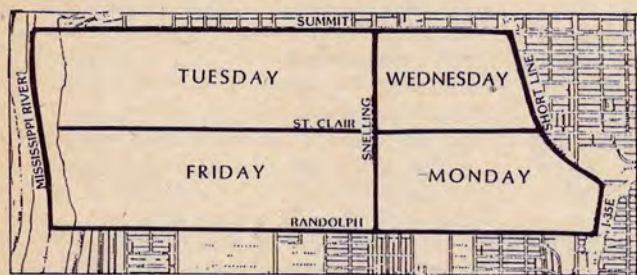 SUMMIT
TUESDAY
WEDNESDAY
SHORT LINE
MISSISSIPPI RIVER
ST. CLAIR
SNELLING
FRIDAY
MONDAY
RANDOLPH
I-35E